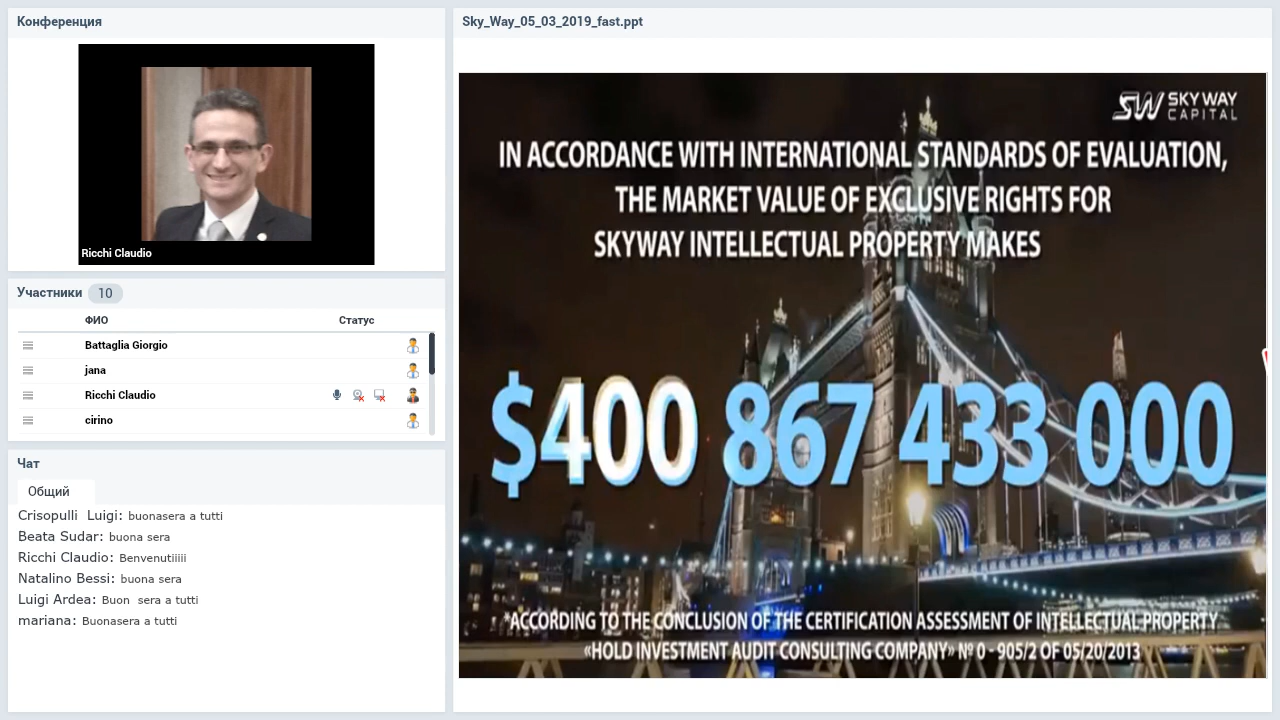 Конференция
Ricchi Claudio
Участники 10
ФИО Статус
Battaglia Giorgio
jana
Ricchi Claudio
cirino
Чат
Общий
Crisopulli Luigi: buonasera a tutti
Beata Sudar: buona sera
Ricchi Claudio: Benvenutiiiii
Natalino Bessi: buona sera
Luigi Ardea: Buon sera a tutti
mariana: Buonasera a tutti
Sky_Way_05_03_2019_fast.ppt
SW SKY WAY
CAPITAL
IN ACCORDANCE WITH INTERNATIONAL STANDARDS OF EVALUATION,
THE MARKET VALUE OF EXCLUSIVE RIGHTS FOR
SKYWAY INTELLECTUAL PROPERTY MAKES
$400 867 433 000
*ACCORDING TO THE CONCLUSION OF THE CERTIFICATION ASSESSMENT OF INTELLECTUAL PROPERTY
«HOLD INVESTMENT AUDIT CONSULTING COMPANY» № 0 - 905/2 OF 05/20/2013